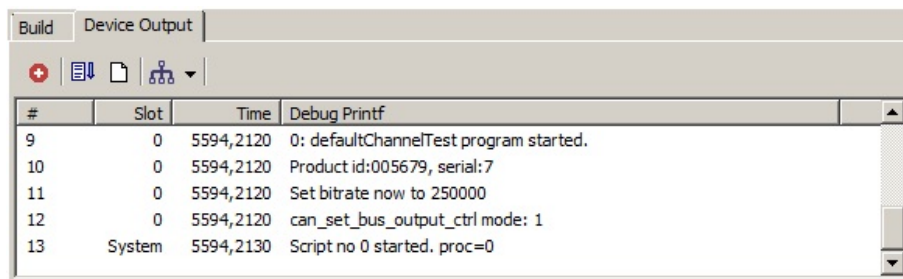 Build Device Output
# Slot Time Debug Printf
9 0 5594,2120 0: defaultChannelTest program started.
10 0 5594,2120 Product id:005679, serial:7
11 0 5594,2120 Set bitrate now to 250000
12 0 5594,2120 can_set_bus_output_ctrl mode: 1
13 System 5594,2130 Script no 0 started. proc=0